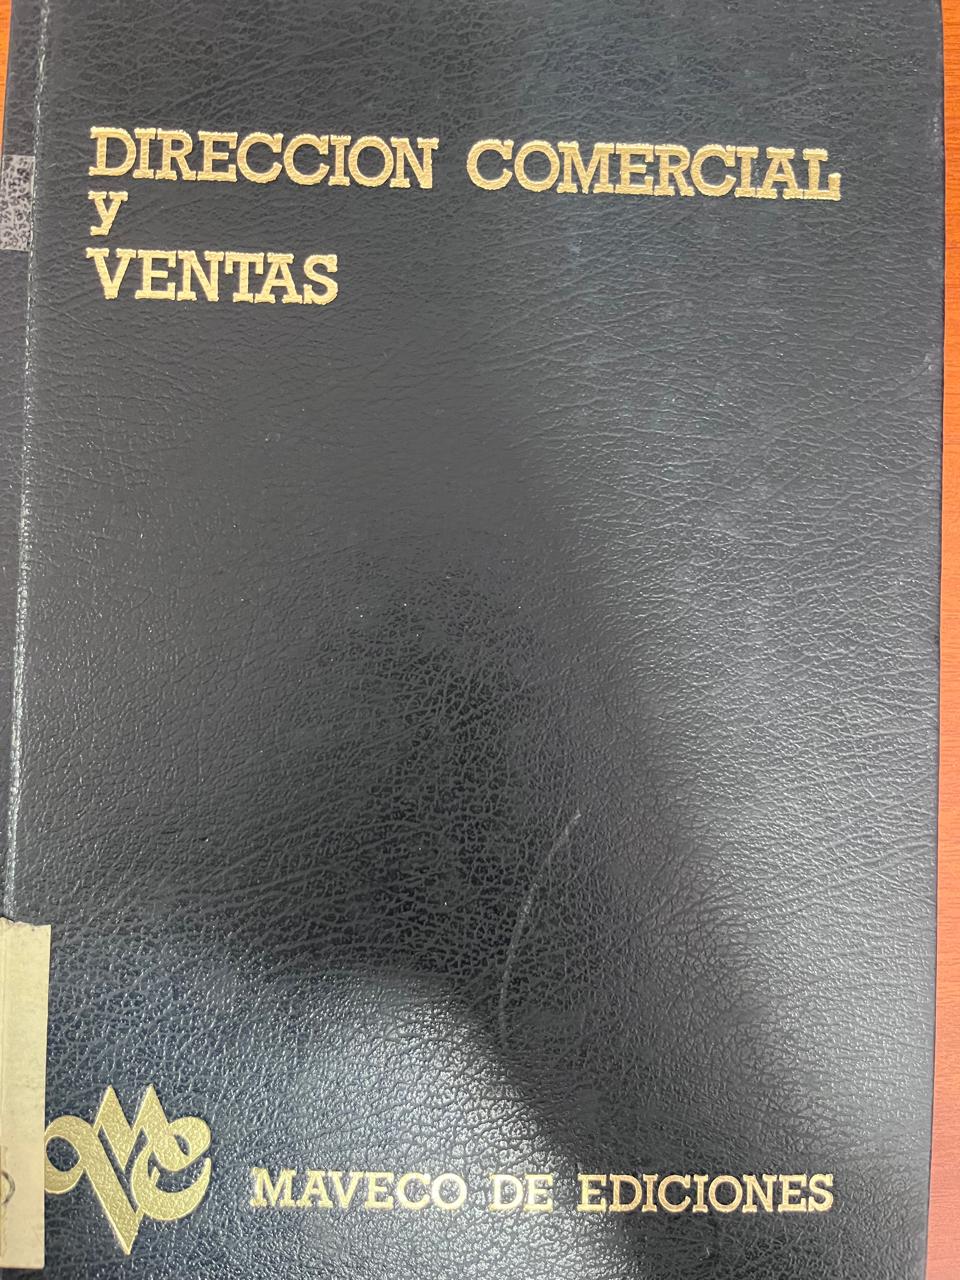 DIRECCION COMERCIAL
y
VENTAS
MAVECO DE EDICIONES